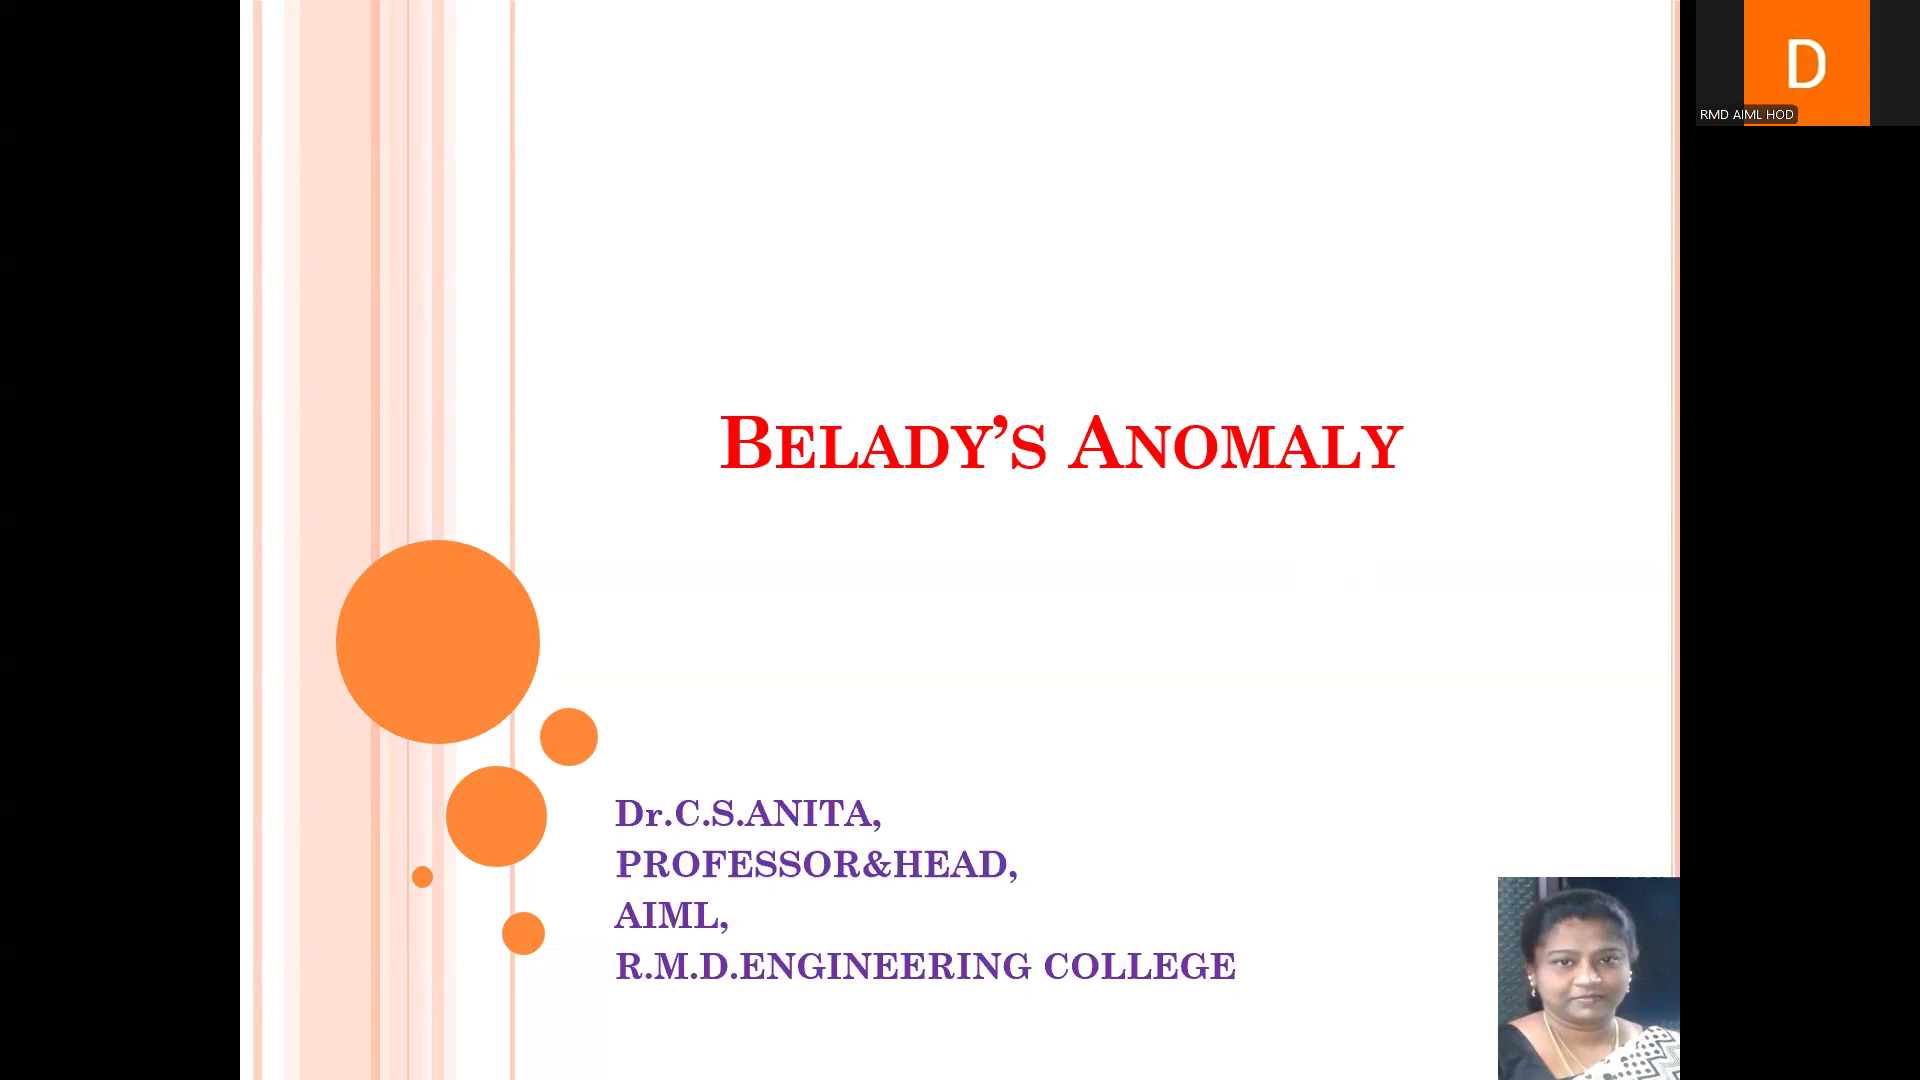 D
RMD AIML HOD
BELADY’S ANOMALY
Dr.C.S.ANITA,
PROFESSOR&HEAD,
AIML,
R.M.D.ENGINEERING COLLEGE